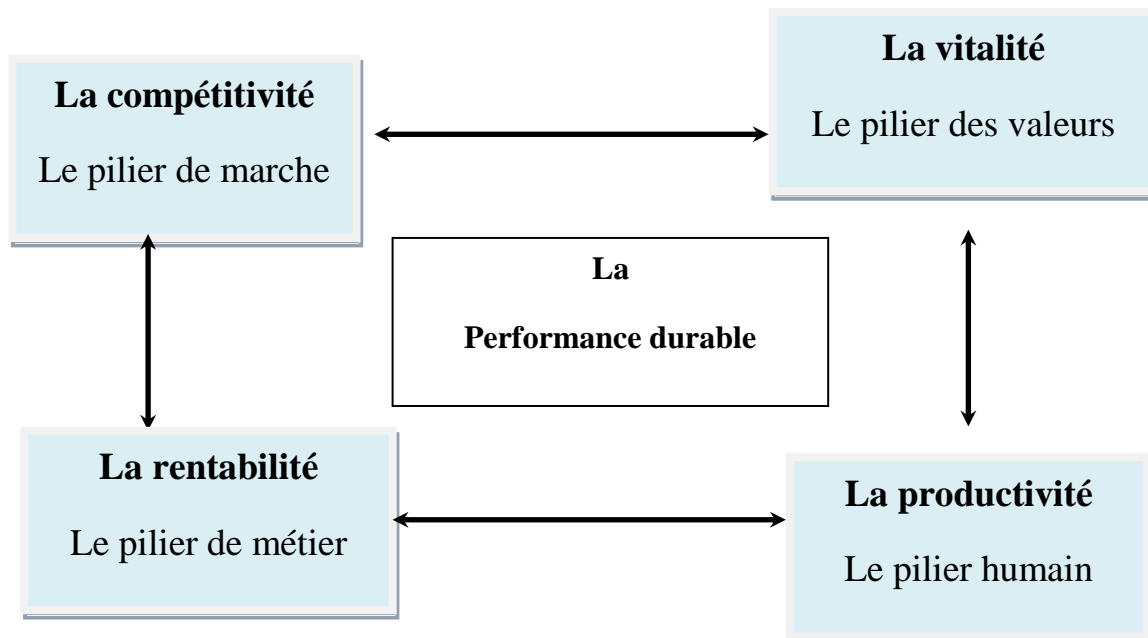 La compétitivité
Le pilier de marche
La vitalité
Le pilier des valeurs
La
Performance durable
La rentabilité
Le pilier de métier
La productivité
Le pilier humain